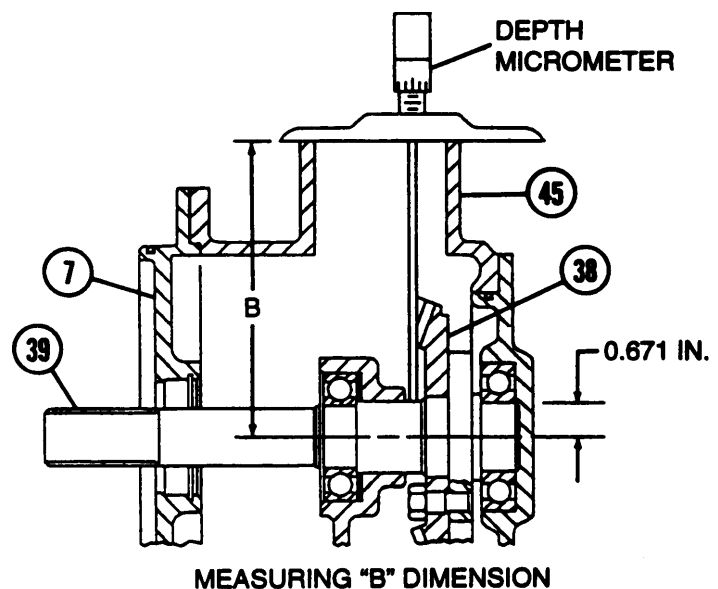 DEPTH
MICROMETER
45
38
7
B
39
0.671 IN.
MEASURING "B" DIMENSION